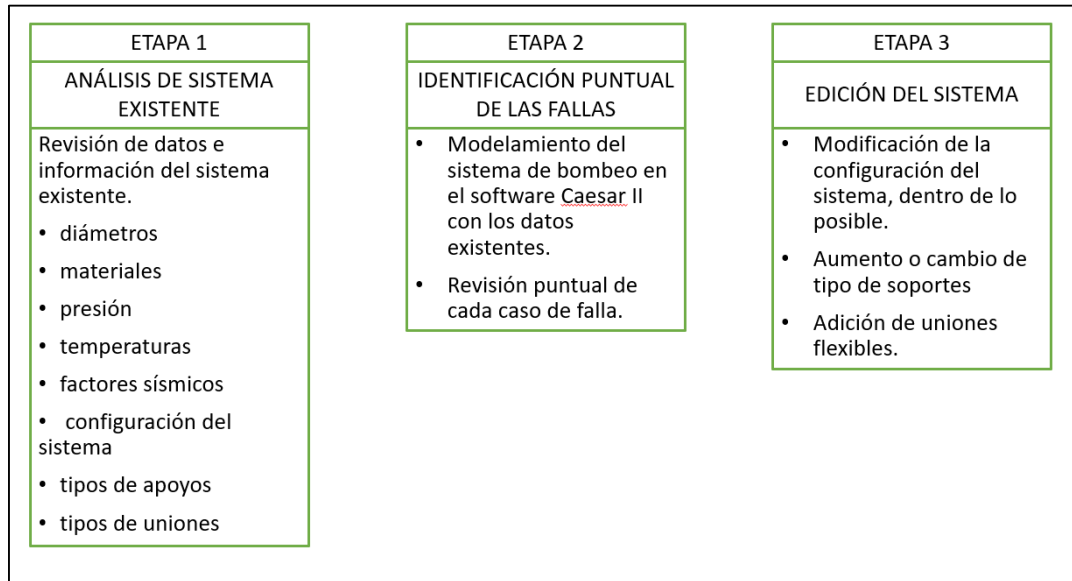 ETAPA 1
ANÁLISIS DE SISTEMA
EXISTENTE
Revisión de datos e
información del sistema
existente.
• diámetros
• materiales
• presión
• temperaturas
• factores sísmicos
• configuración del
sistema
• tipos de apoyos
• tipos de uniones
ETAPA 2
IDENTIFICACIÓN PUNTUAL
DE LAS FALLAS
• Modelamiento del
sistema de bombeo en
el software Caesar II
con los datos
existentes.
• Revisión puntual de
cada caso de falla.
ETAPA 3
EDICIÓN DEL SISTEMA
• Modificación de la
configuración del
sistema, dentro de lo
posible.
• Aumento o cambio de
tipo de soportes
• Adición de uniones
flexibles.